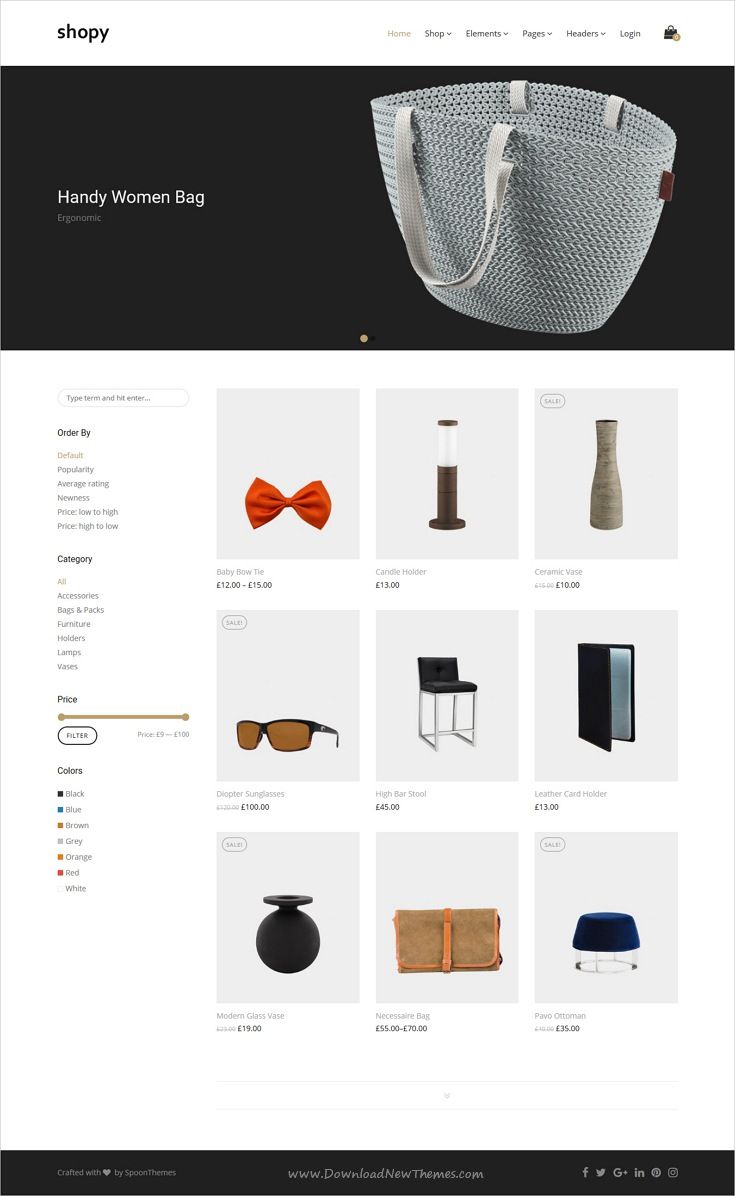 shopy
Home Shop Elements Pages Headers Login
Handy Women Bag
Ergonomic
Type term and hit enter...
Order By
Default
Popularity
Average rating
Newness
Price: low to high
Price: high to low
Category
All
Accessories
Bags & Packs
Furniture
Holders
Lamps
Vases
Price
FILTER Price: £9 — £100
Colors
Black
Blue
Brown
Grey
Orange
Red
White
Baby Bow Tie
£12.00 – £15.00
Candle Holder
£13.00
SALE!
Ceramic Vase
£15.00 £10.00
SALE!
Diopter Sunglasses
£120.00 £100.00
High Bar Stool
£45.00
Leather Card Holder
£13.00
SALE!
Modern Glass Vase
£23.00 £19.00
Necessaire Bag
£55.00–£70.00
SALE!
Pavo Ottoman
£40.00 £35.00
Crafted with ❤ by SpoonThemes
www.DownloadNewThemes.com